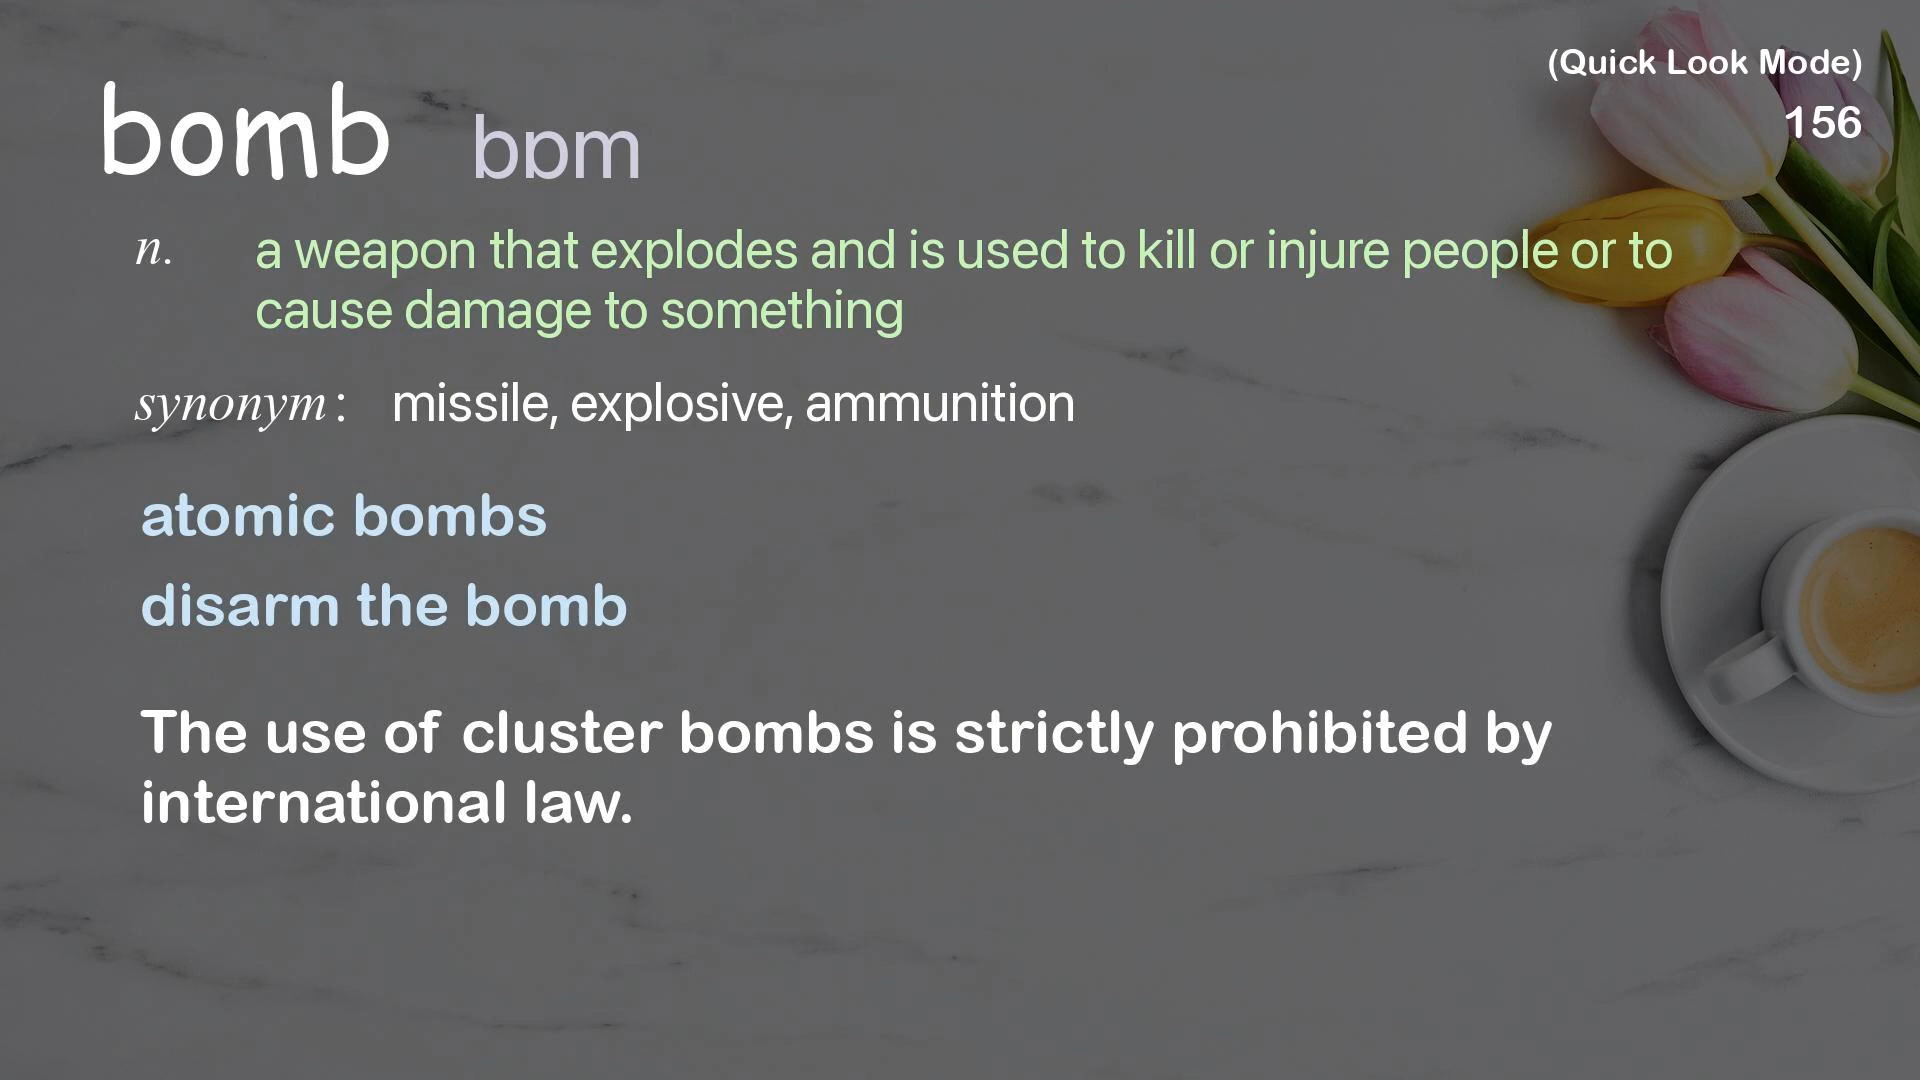 (Quick Look Mode)
156
bomb bɒm
n. a weapon that explodes and is used to kill or injure people or to
cause damage to something
synonym: missile, explosive, ammunition
atomic bombs
disarm the bomb
The use of cluster bombs is strictly prohibited by
international law.